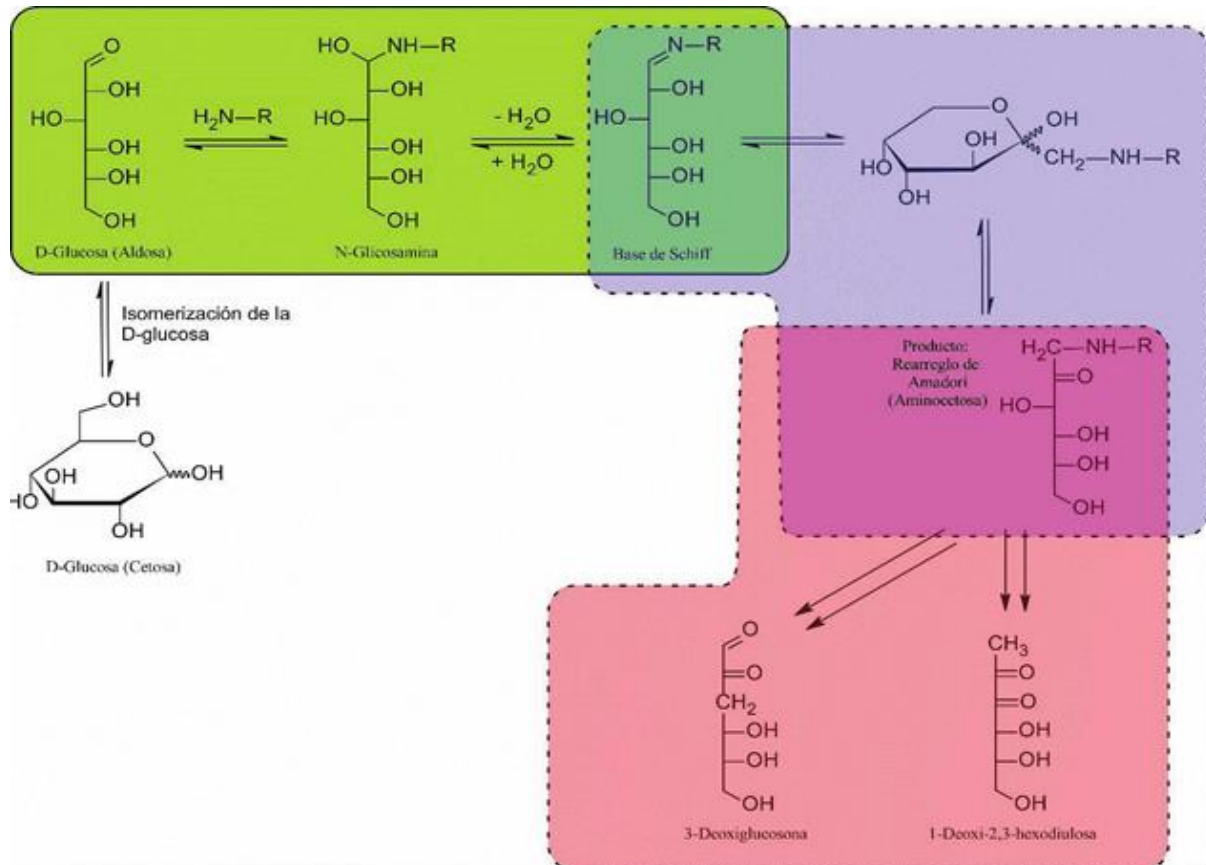 O
OH
HO
OH
OH
OH
D-Glucosa (Aldosa)
H₂N—R
HO
NH—R
OH
HO
OH
OH
OH
N-Glicosamina
- H₂O
+ H₂O
N—R
OH
HO
OH
OH
OH
Base de Schiff
O
OH
OH
HO
OH
CH₂—NH—R
Isomerización de la
D-glucosa
OH
O
OH
HO
OH
OH
D-Glucosa (Cetosa)
Producto:
Rearreglo de
Amadori
(Aminocetosa)
H₂C—NH—R
O
HO
OH
OH
OH
O
O
CH₂
OH
OH
OH
3-Deoxiglucosona
CH₃
O
O
OH
OH
OH
1-Deoxi-2,3-hexodiulosa